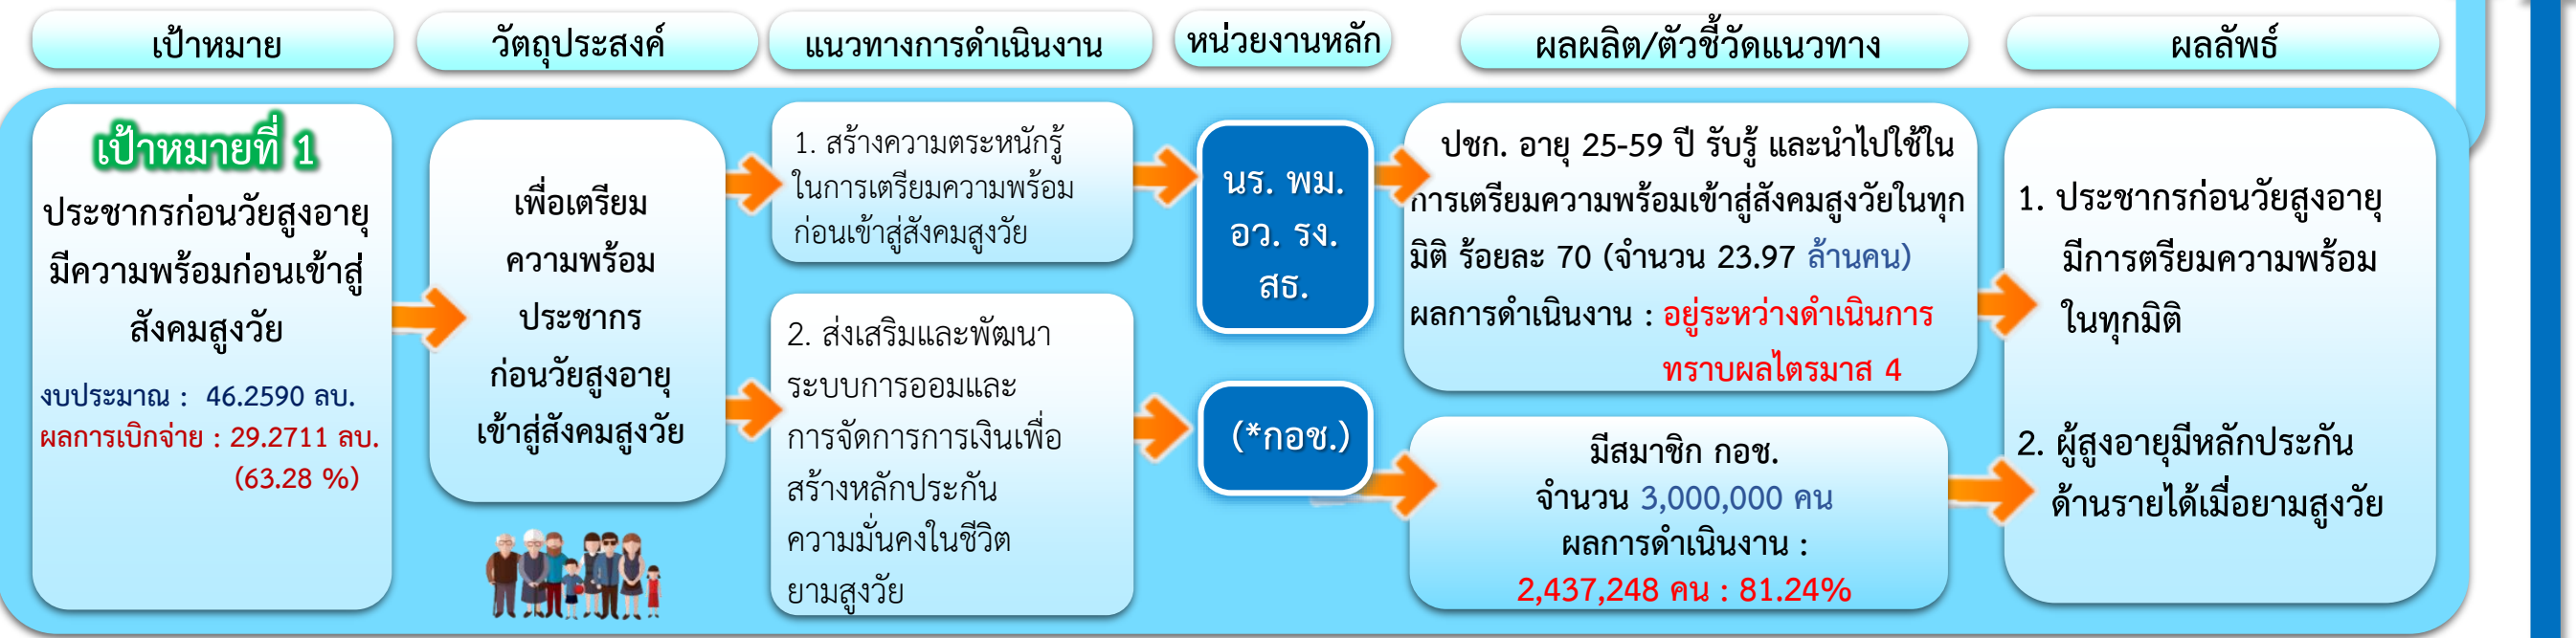 เป้าหมาย
วัตถุประสงค์
แนวทางการดำเนินงาน
หน่วยงานหลัก
ผลผลิต/ตัวชี้วัดแนวทาง
ผลลัพธ์
เป้าหมายที่ 1
ประชากรก่อนวัยสูงอายุ
มีความพร้อมก่อนเข้าสู่
สังคมสูงวัย
งบประมาณ : 46.2590 ลบ.
ผลการเบิกจ่าย : 29.2711 ลบ.
(63.28 %)
เพื่อเตรียม
ความพร้อม
ประชากร
ก่อนวัยสูงอายุ
เข้าสู่สังคมสูงวัย
1. สร้างความตระหนักรู้
ในการเตรียมความพร้อม
ก่อนเข้าสู่สังคมสูงวัย
2. ส่งเสริมและพัฒนา
ระบบการออมและ
การจัดการการเงินเพื่อ
สร้างหลักประกัน
ความมั่นคงในชีวิต
ยามสูงวัย
นร. พม.
อว. รง.
สธ.
(*กอช.)
ปชก. อายุ 25-59 ปี รับรู้ และนำไปใช้ใน
การเตรียมความพร้อมเข้าสู่สังคมสูงวัยในทุก
มิติ ร้อยละ 70 (จำนวน 23.97 ล้านคน)
ผลการดำเนินงาน : อยู่ระหว่างดำเนินการ
ทราบผลไตรมาส 4
มีสมาชิก กอช.
จำนวน 3,000,000 คน
ผลการดำเนินงาน :
2,437,248 คน : 81.24%
1. ประชากรก่อนวัยสูงอายุ
มีการตรียมความพร้อม
ในทุกมิติ
2. ผู้สูงอายุมีหลักประกัน
ด้านรายได้เมื่อยามสูงวัย